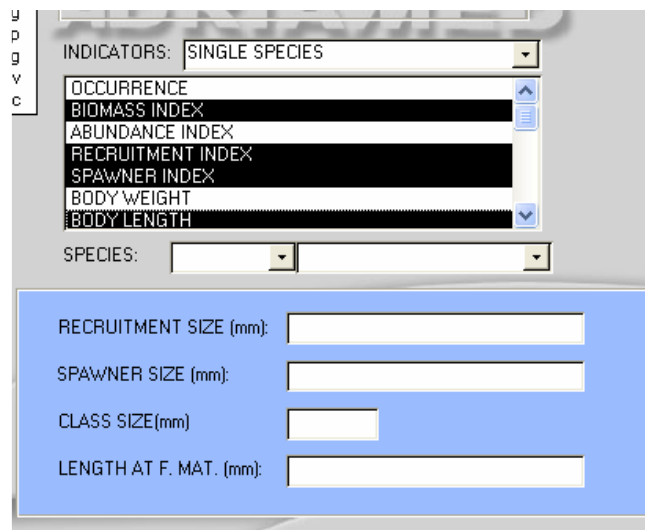 ADRIAMED
g
p
g
v
c
INDICATORS: SINGLE SPECIES
OCCURRENCE
BIOMASS INDEX
ABUNDANCE INDEX
RECRUITMENT INDEX
SPAWNER INDEX
BODY WEIGHT
BODY LENGTH
SPECIES:
RECRUITMENT SIZE (mm):
SPAWNER SIZE (mm):
CLASS SIZE(mm)
LENGTH AT F. MAT. (mm):